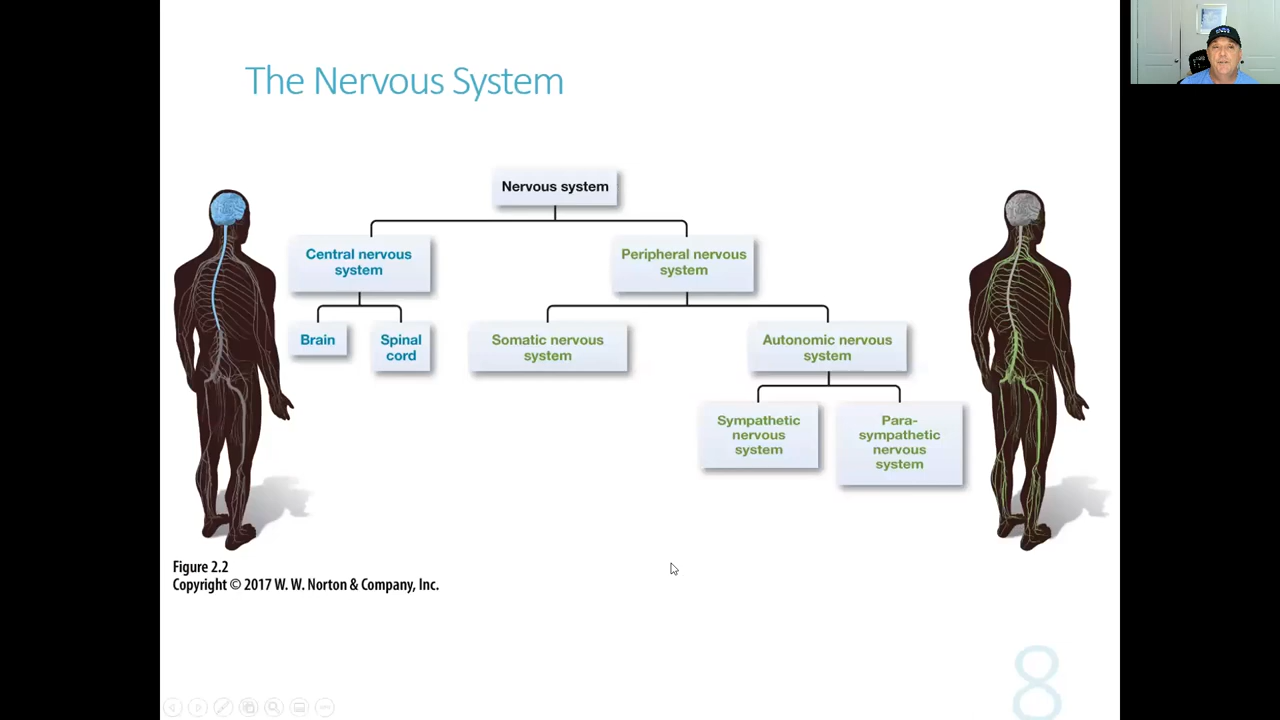 The Nervous System
Nervous system
Central nervous
system
Peripheral nervous
system
Brain
Spinal
cord
Somatic nervous
system
Autonomic nervous
system
Sympathetic
nervous
system
Para-
sympathetic
nervous
system
Figure 2.2
Copyright © 2017 W. W. Norton & Company, Inc.
8